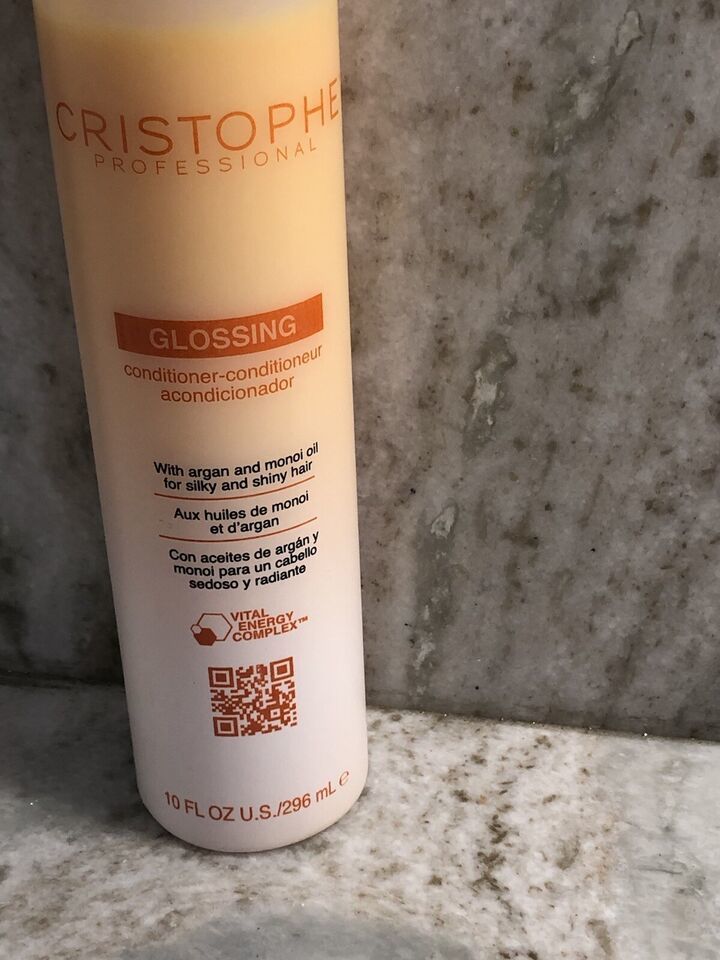 CRISTOPHE
PROFESSIONAL
GLOSSING
conditioner-conditioneur
acondicionador
With argan and monoi oil
for silky and shiny hair
Aux huiles de monoi
et d'argan
Con aceites de argán y
monoi para un cabello
sedoso y radiante
VITAL
ENERGY
COMPLEX™
10 FL OZ U.S./296 mL ℮